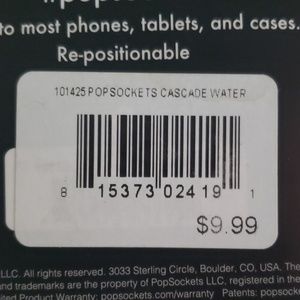 to most phones, tablets, and cases.
Re-positionable
101425 POPSOCKETS CASCADE WATER
8 15373 02419 1
$9.99
LLC. All rights reserved. 3033 Sterling Circle, Boulder, CO, USA. The
and trademarks are the property of PopSockets LLC, registered in the
ited Product Warranty: popsockets.com/warranty Patents: popsocke